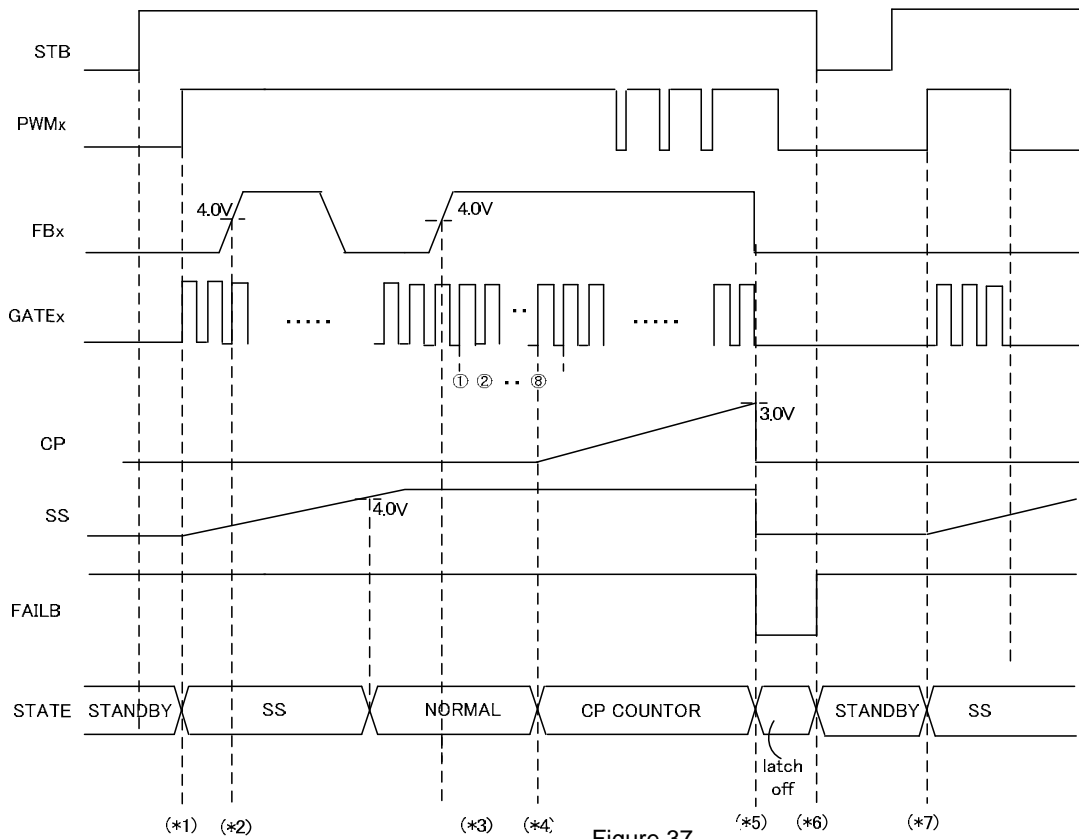 STB
PWMx
4.0V
4.0V
FBx
GATEx
.....
..
.....
① ② ·· ⑧
3.0V
CP
SS
4.0V
FAILB
STATE STANDBY SS NORMAL CP COUNTOR STANDBY SS
latch
off
(*1) (*2) (*3) (*4) (*5) (*6) (*7)
Figure 37